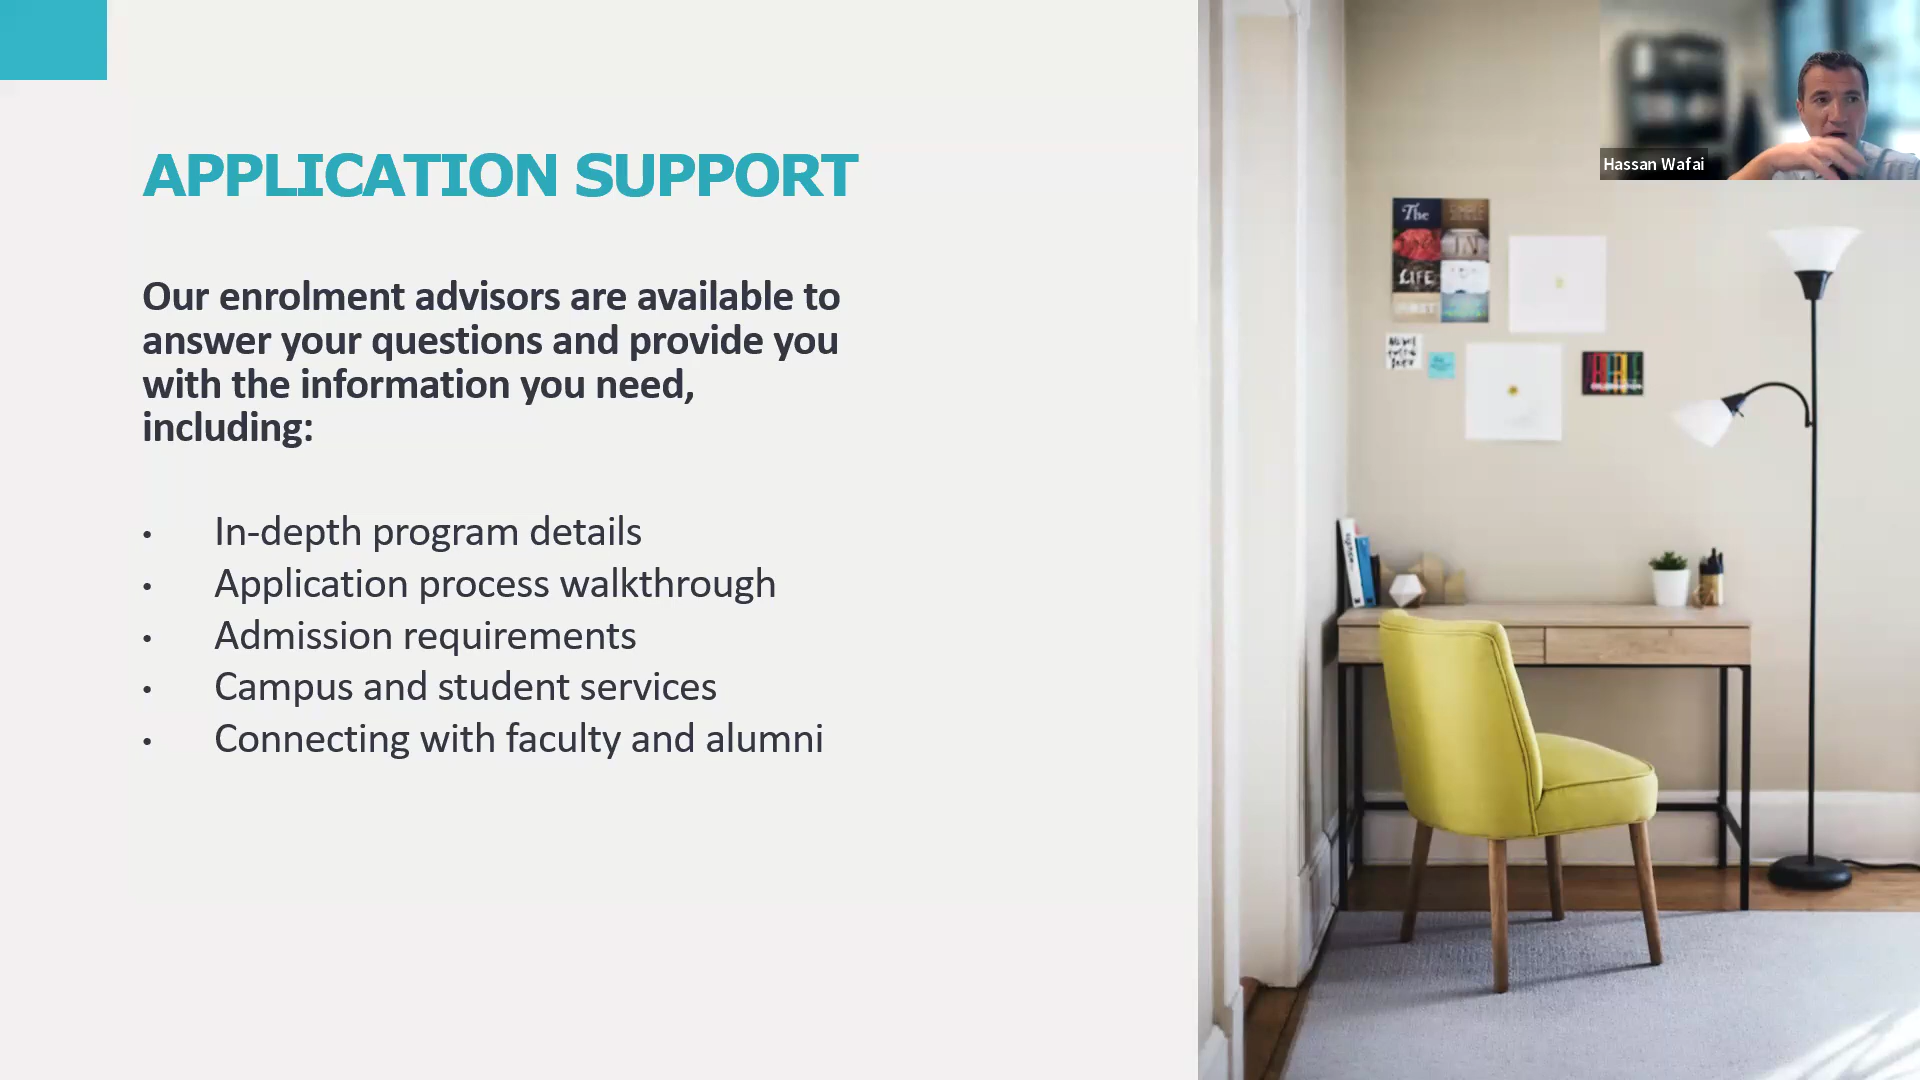 APPLICATION SUPPORT
Our enrolment advisors are available to
answer your questions and provide you
with the information you need,
including:
• In-depth program details
• Application process walkthrough
• Admission requirements
• Campus and student services
• Connecting with faculty and alumni
Hassan Wafai
The
LIFE